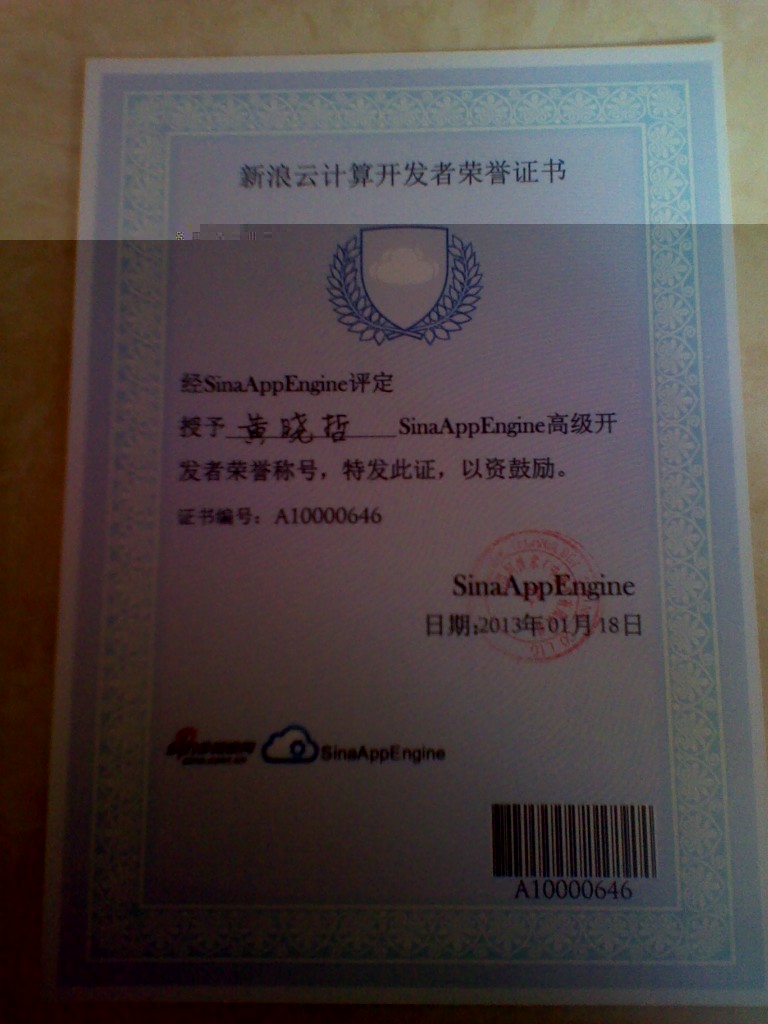 新浪云计算开发者荣誉证书
经SinaAppEngine评定
授予 黄晓哲 SinaAppEngine高级开
发者荣誉称号，特发此证，以资鼓励。
证书编号：A10000646
SinaAppEngine
日期:2013年01月18日
SinaAppEngine
A10000646